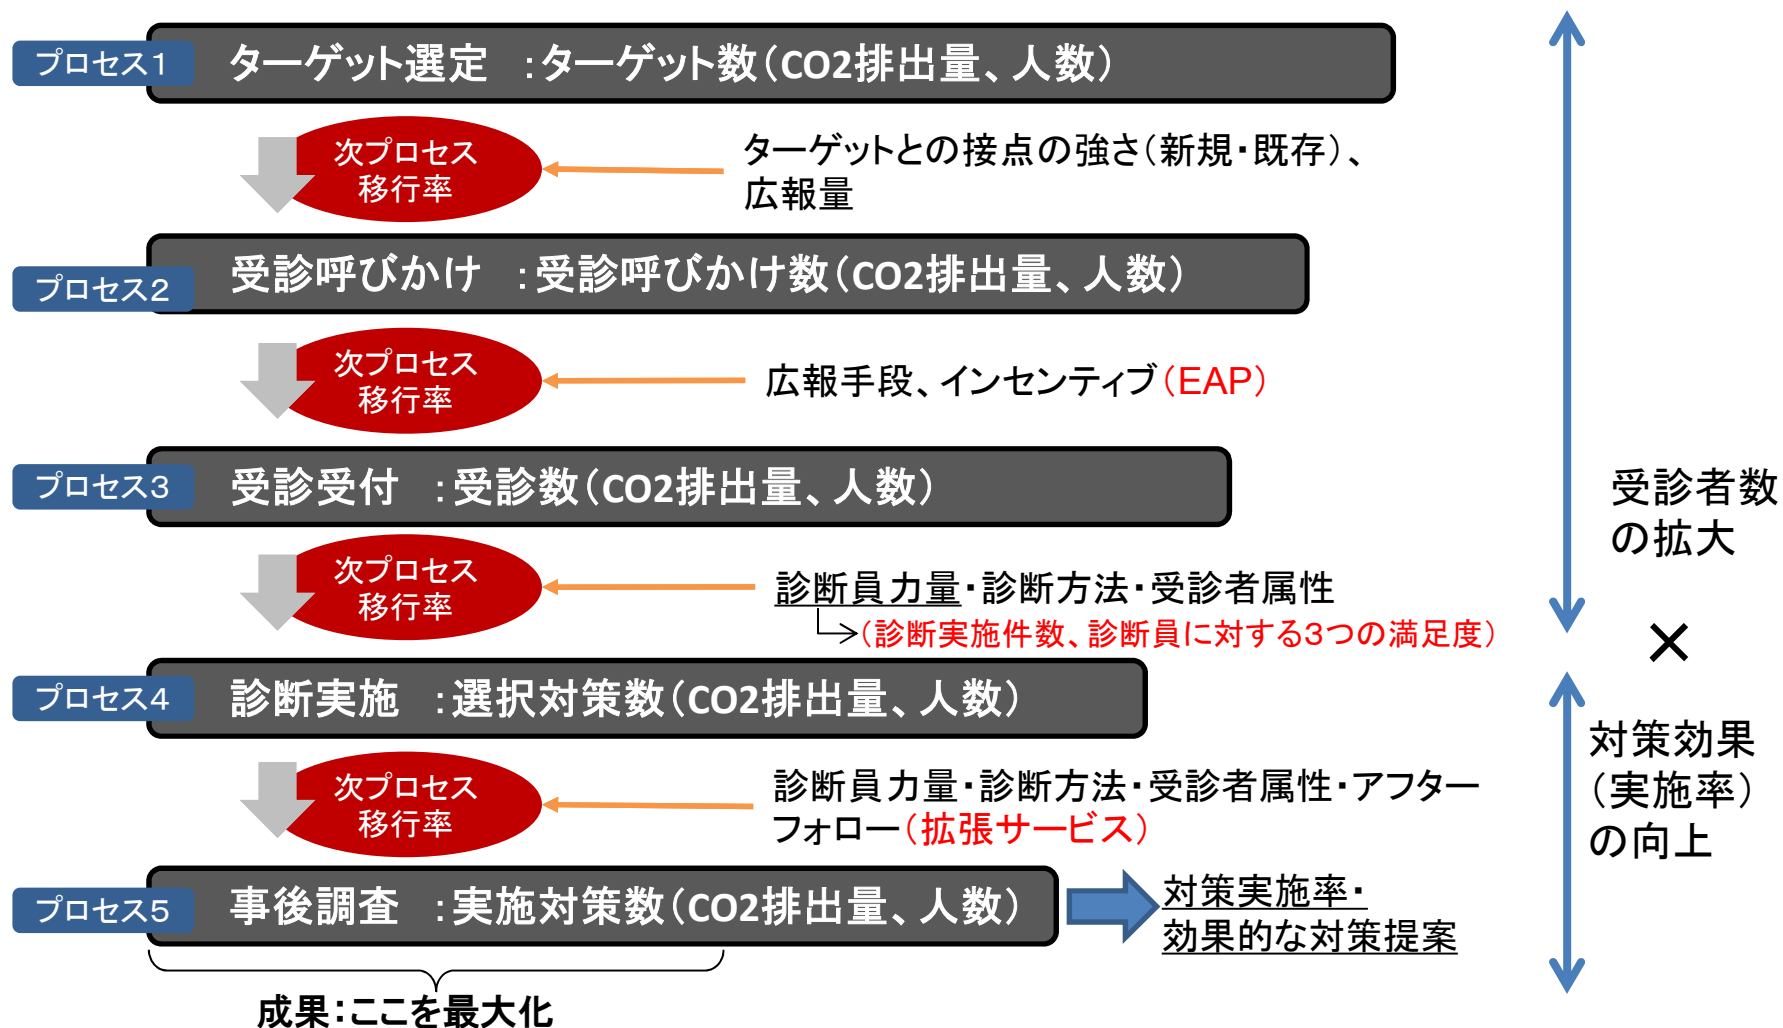 プロセス1
ターゲット選定 ：ターゲット数（CO2排出量、人数）
次プロセス
移行率
ターゲットとの接点の強さ（新規・既存）、
広報量
プロセス2
受診呼びかけ ：受診呼びかけ数（CO2排出量、人数）
次プロセス
移行率
広報手段、インセンティブ（EAP）
プロセス3
受診受付 ：受診数（CO2排出量、人数）
受診者数
の拡大
次プロセス
移行率
診断員力量・診断方法・受診者属性
（診断実施件数、診断員に対する3つの満足度）
×
プロセス4
診断実施 ：選択対策数（CO2排出量、人数）
対策効果
（実施率）
の向上
次プロセス
移行率
診断員力量・診断方法・受診者属性・アフター
フォロー（拡張サービス）
プロセス5
事後調査 ：実施対策数（CO2排出量、人数）
対策実施率・
効果的な対策提案
成果：ここを最大化